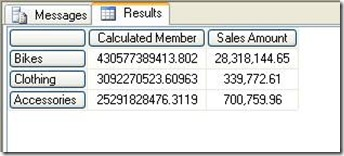 Messages Results
Calculated Member Sales Amount
Bikes 430577389413.802 28,318,144.65
Clothing 3092270523.60963 339,772.61
Accessories 25291828476.3119 700,759.96